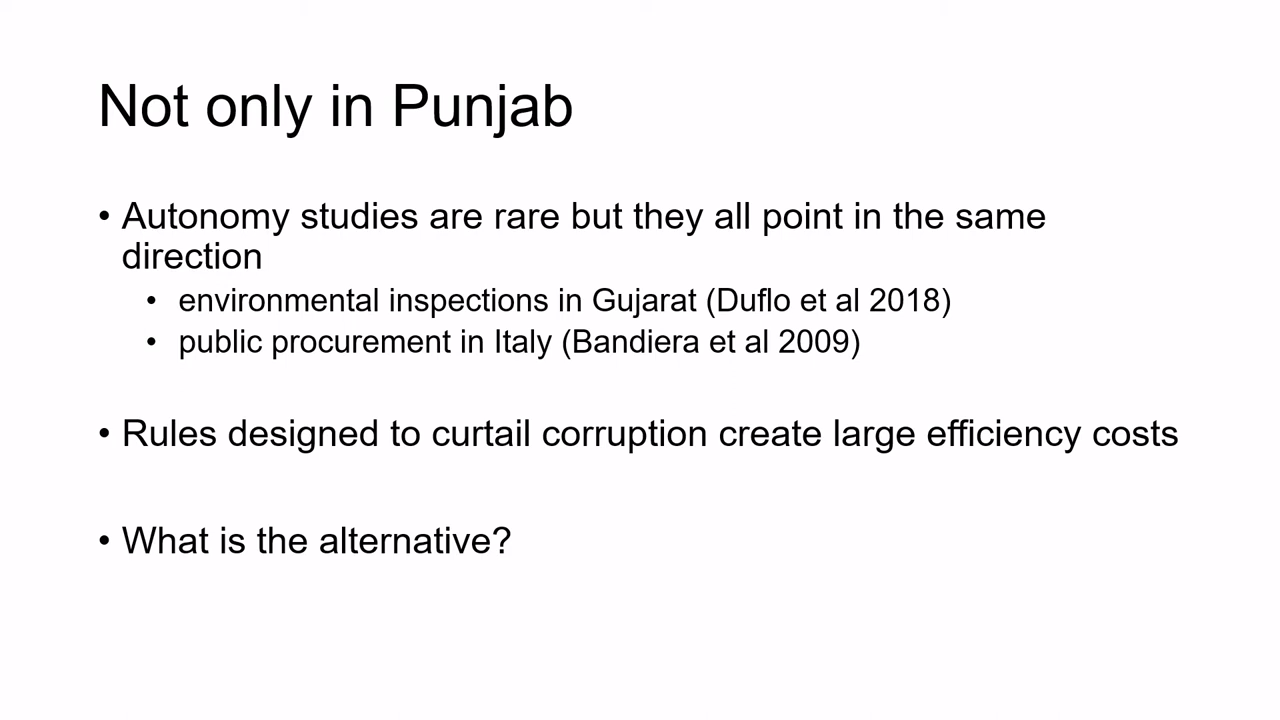 Not only in Punjab
• Autonomy studies are rare but they all point in the same
direction
• environmental inspections in Gujarat (Duflo et al 2018)
• public procurement in Italy (Bandiera et al 2009)
• Rules designed to curtail corruption create large efficiency costs
• What is the alternative?